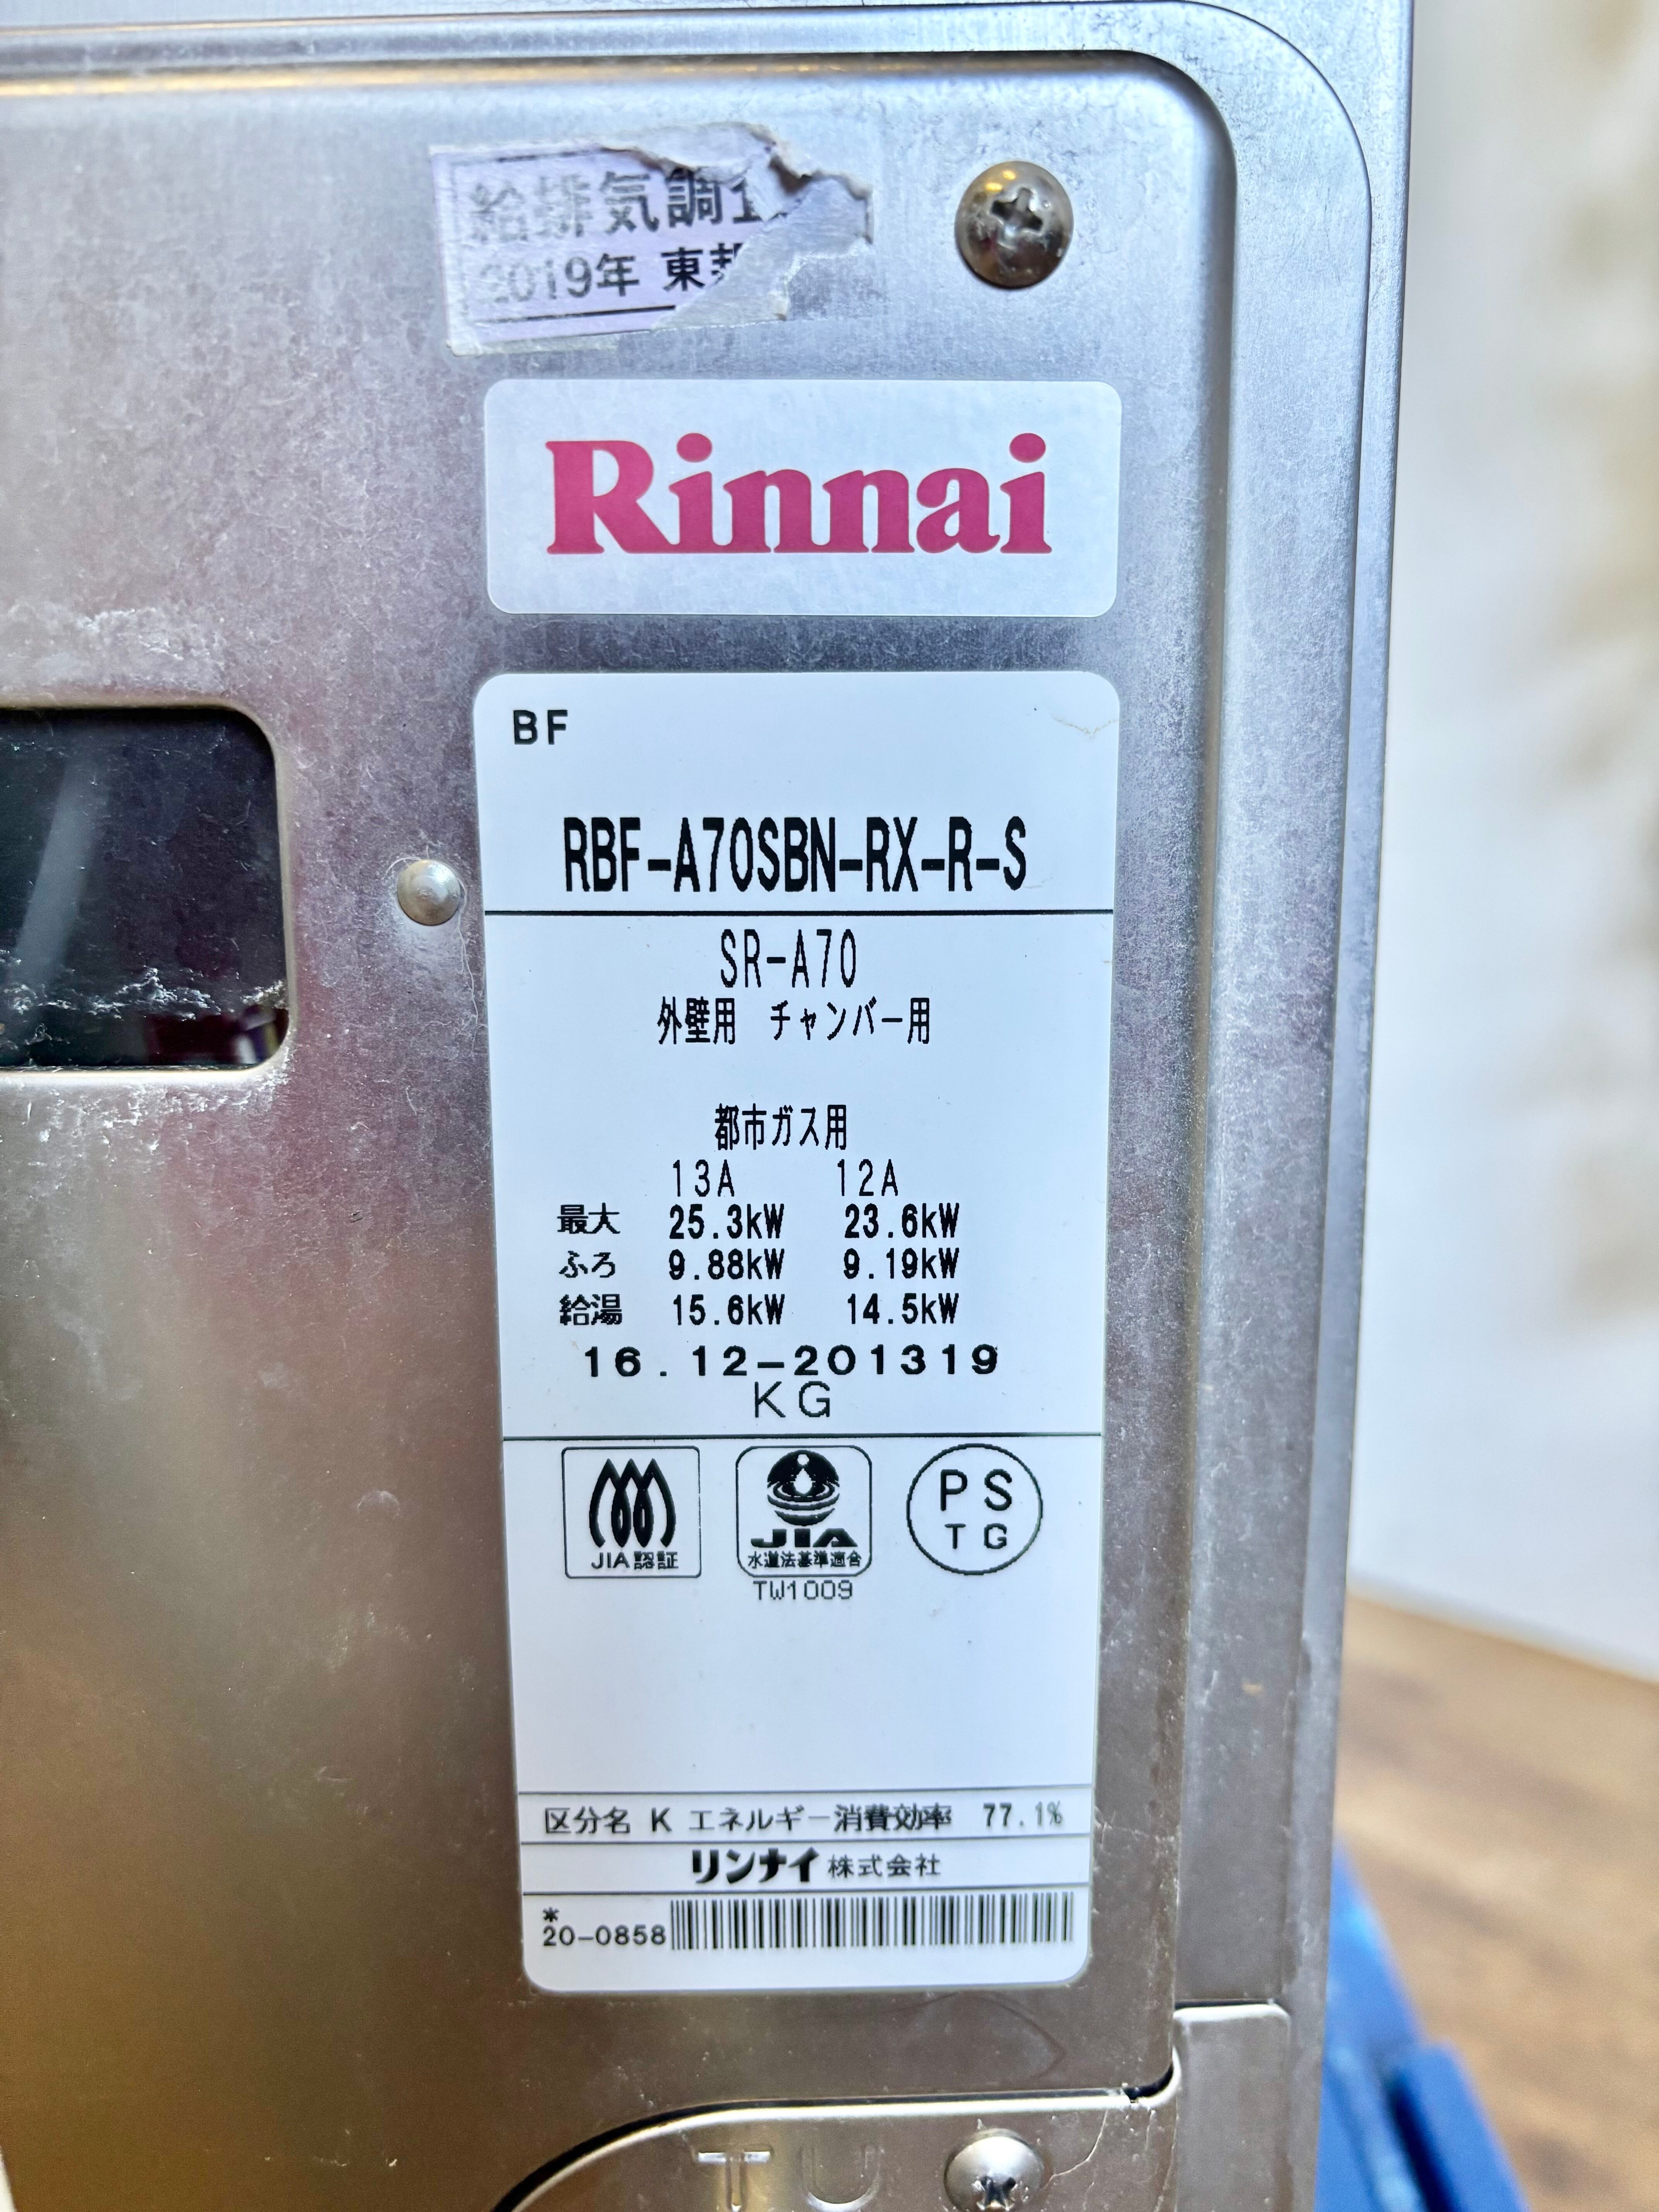 給排気調
2019年 東
Rinnai
BF
RBF-A70SBN-RX-R-S
SR-A70
外壁用 チャンバー用
都市ガス用
13A 12A
最大 25.3kW 23.6kW
ふろ 9.88kW 9.19kW
給湯 15.6kW 14.5kW
16.12-201319
KG
JIA認証
JIA
水道法基準適合
TW1009
PS
TG
区分名 K エネルギー消費効率 77.1%
リンナイ株式会社
*
20-0858
TU